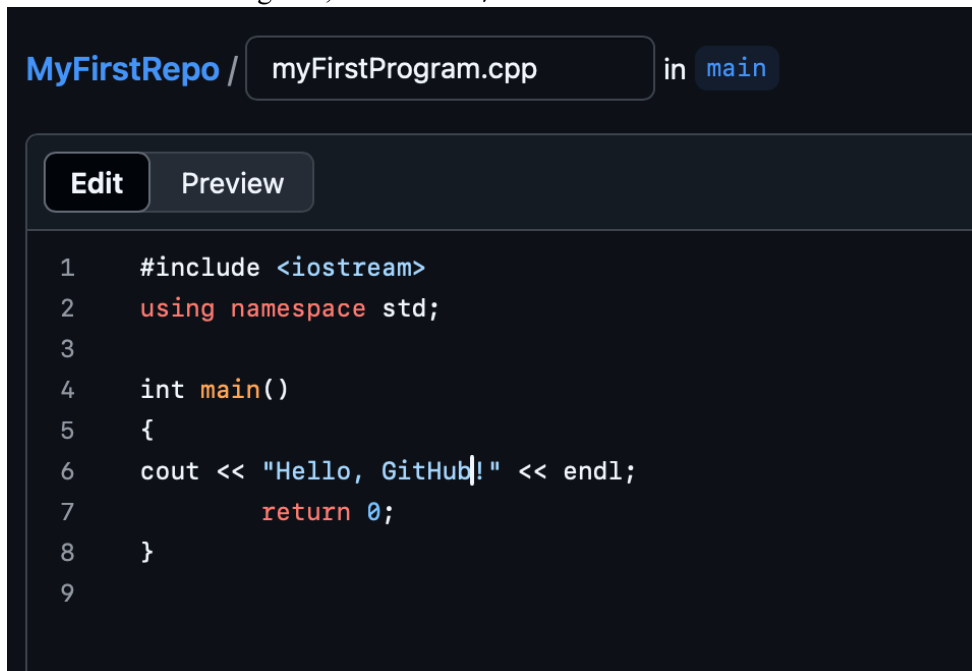 MyFirstRepo / myFirstProgram.cpp in main
Edit Preview
1 #include <iostream>
2 using namespace std;
3
4 int main()
5 {
6 cout << "Hello, GitHub!" << endl;
7 return 0;
8 }
9